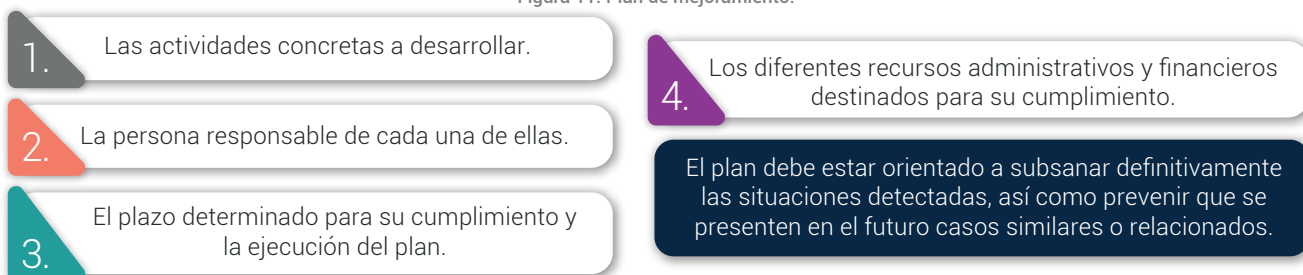 1.
Las actividades concretas a desarrollar.
2.
La persona responsable de cada una de ellas.
3.
El plazo determinado para su cumplimiento y
la ejecución del plan.
4.
Los diferentes recursos administrativos y financieros
destinados para su cumplimiento.
El plan debe estar orientado a subsanar definitivamente
las situaciones detectadas, así como prevenir que se
presenten en el futuro casos similares o relacionados.